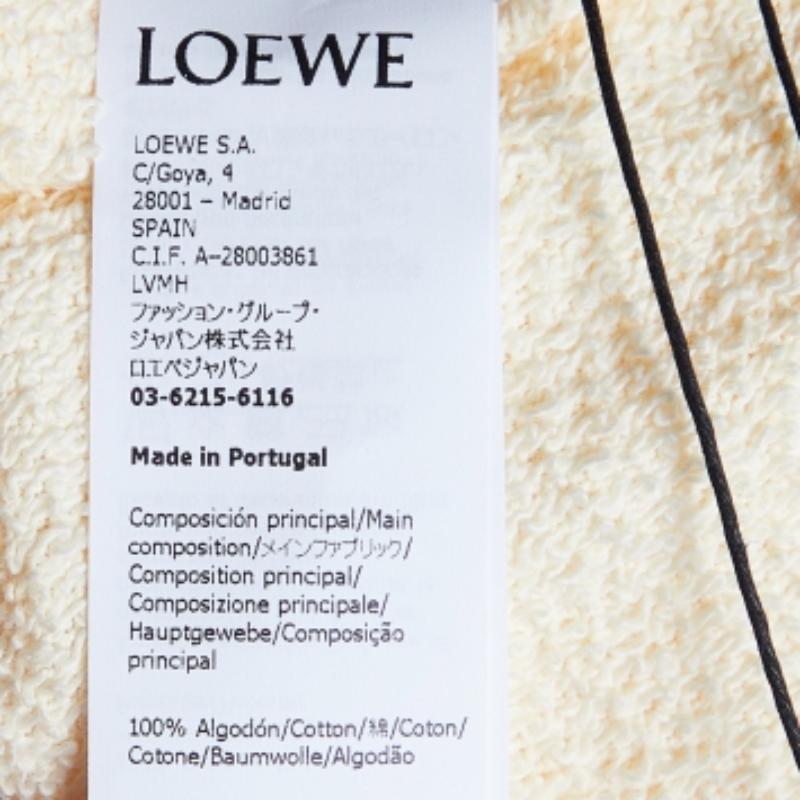 LOEWE
LOEWE S.A.
C/Goya, 4
28001 – Madrid
SPAIN
C.I.F. A-28003861
LVMH
ファッション・グループ・
ジャパン株式会社
ロエベジャパン
03-6215-6116
Made in Portugal
Composición principal/Main
composition/メインファブリック/
Composition principal/
Composizione principale/
Hauptgewebe/Composição
principal
100% Algodón/Cotton/綿/Coton/
Cotone/Baumwolle/Algodão